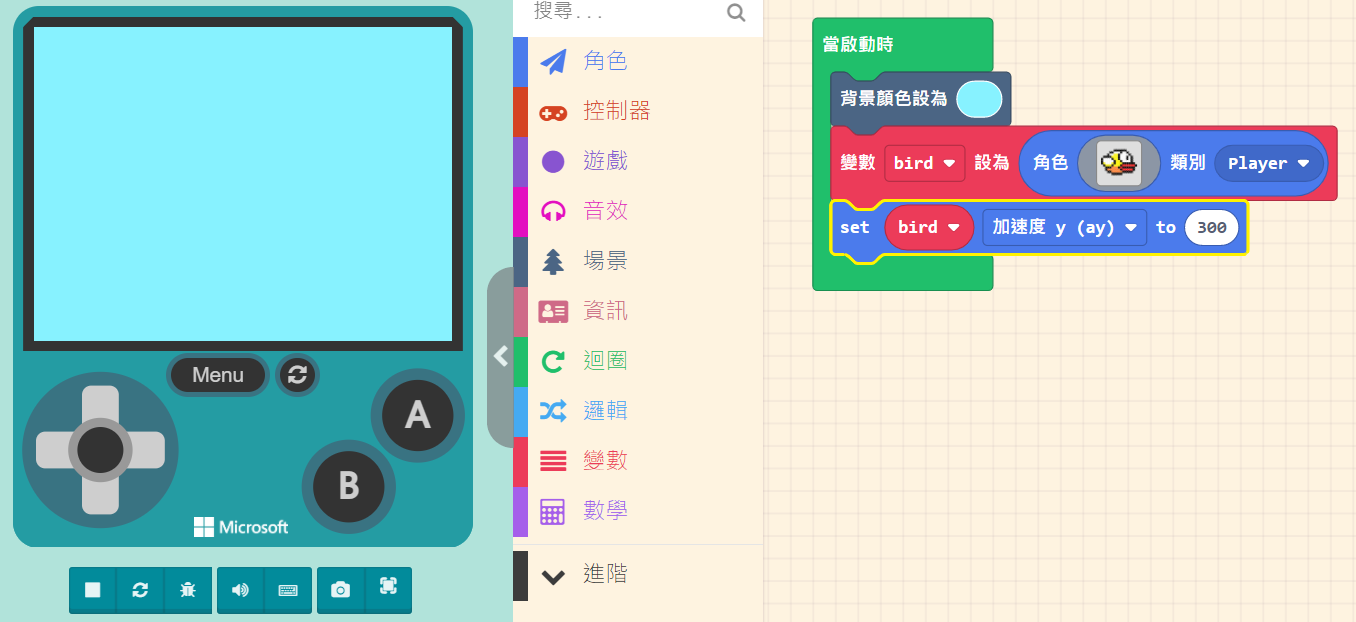 Menu
A
B
Microsoft
搜尋...
角色
控制器
遊戲
音效
場景
資訊
迴圈
邏輯
變數
數學
進階
當啟動時
背景顏色設為
變數 bird 設為 角色 類別 Player
set bird 加速度 y (ay) to 300